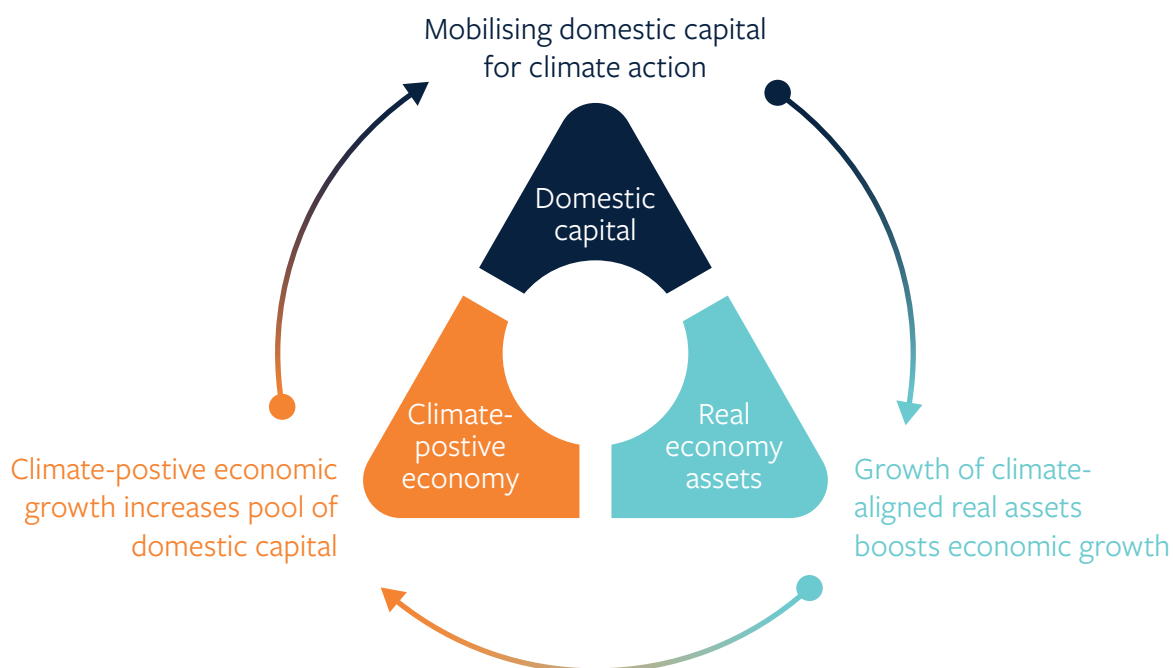 Mobilising domestic capital
for climate action
Domestic
capital
Climate-
postive
economy
Real
economy
assets
Climate-postive economic
growth increases pool of
domestic capital
Growth of climate-
aligned real assets
boosts economic growth